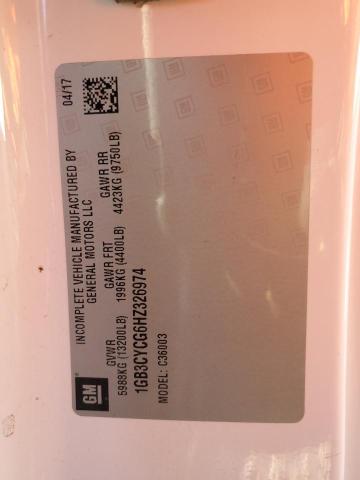 INCOMPLETE VEHICLE MANUFACTURED BY 04/17
GENERAL MOTORS LLC
GVWR GAWR FRT GAWR RR
5988KG (13200LB) 1996KG (4400LB) 4423KG (9750LB)
1GB3CYCG6HZ326974
MODEL: C36003
GM